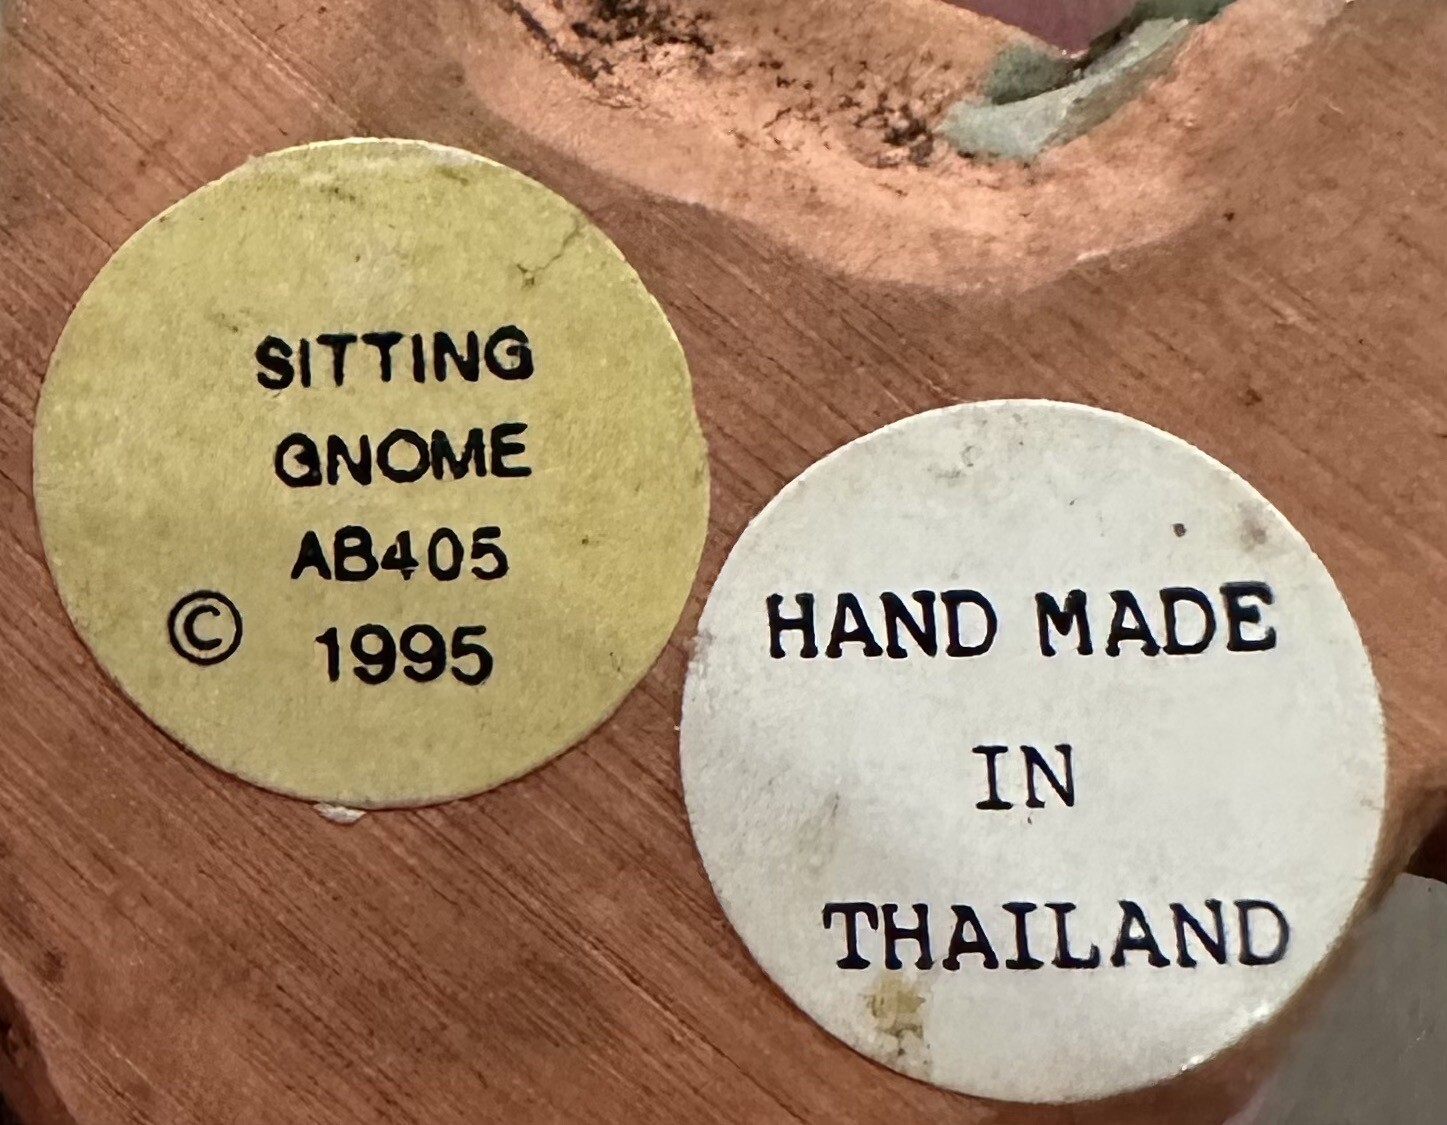 SITTING
GNOME
AB405
© 1995
HAND MADE
IN
THAILAND